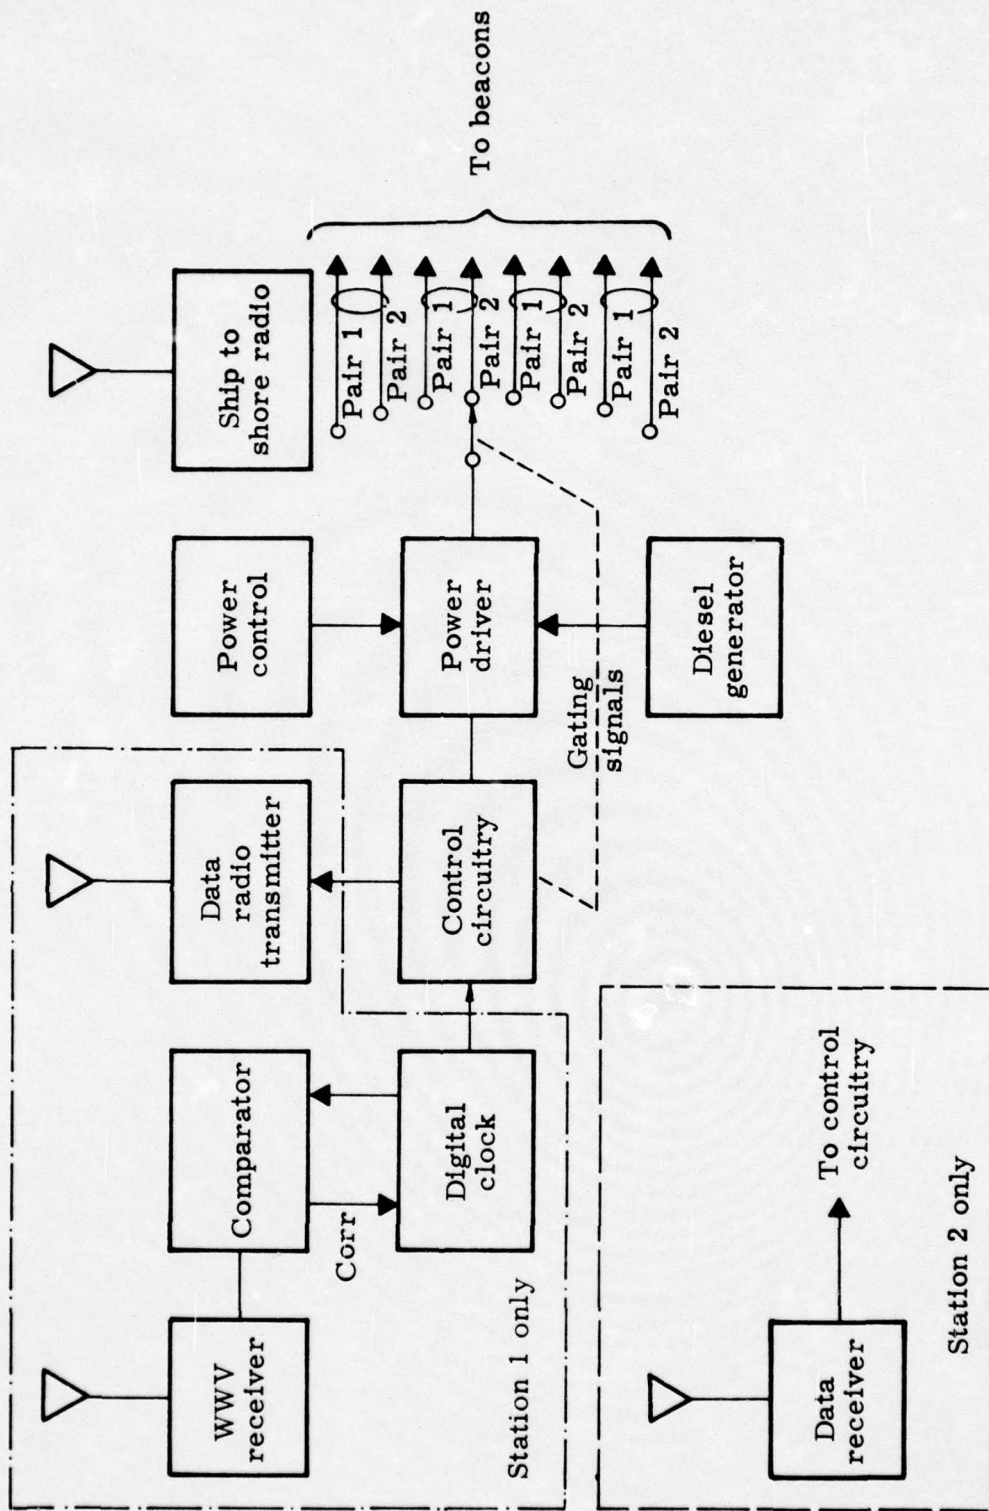 WWV
receiver
Comparator
Corr
Digital
clock
Station 1 only
Data
radio
transmitter
Control
circuitry
Power
control
Power
driver
Gating
signals
Diesel
generator
Ship to
shore radio
Pair 1
Pair 2
Pair 1
Pair 2
Pair 1
Pair 2
Pair 1
Pair 2
To beacons
Data
receiver
To control
circuitry
Station 2 only